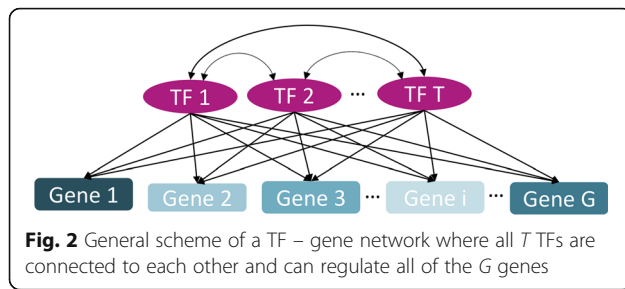 TF 1 TF 2 ... TF T
Gene 1 Gene 2 Gene 3 ... Gene i ... Gene G
Fig. 2 General scheme of a TF – gene network where all T TFs are
connected to each other and can regulate all of the G genes